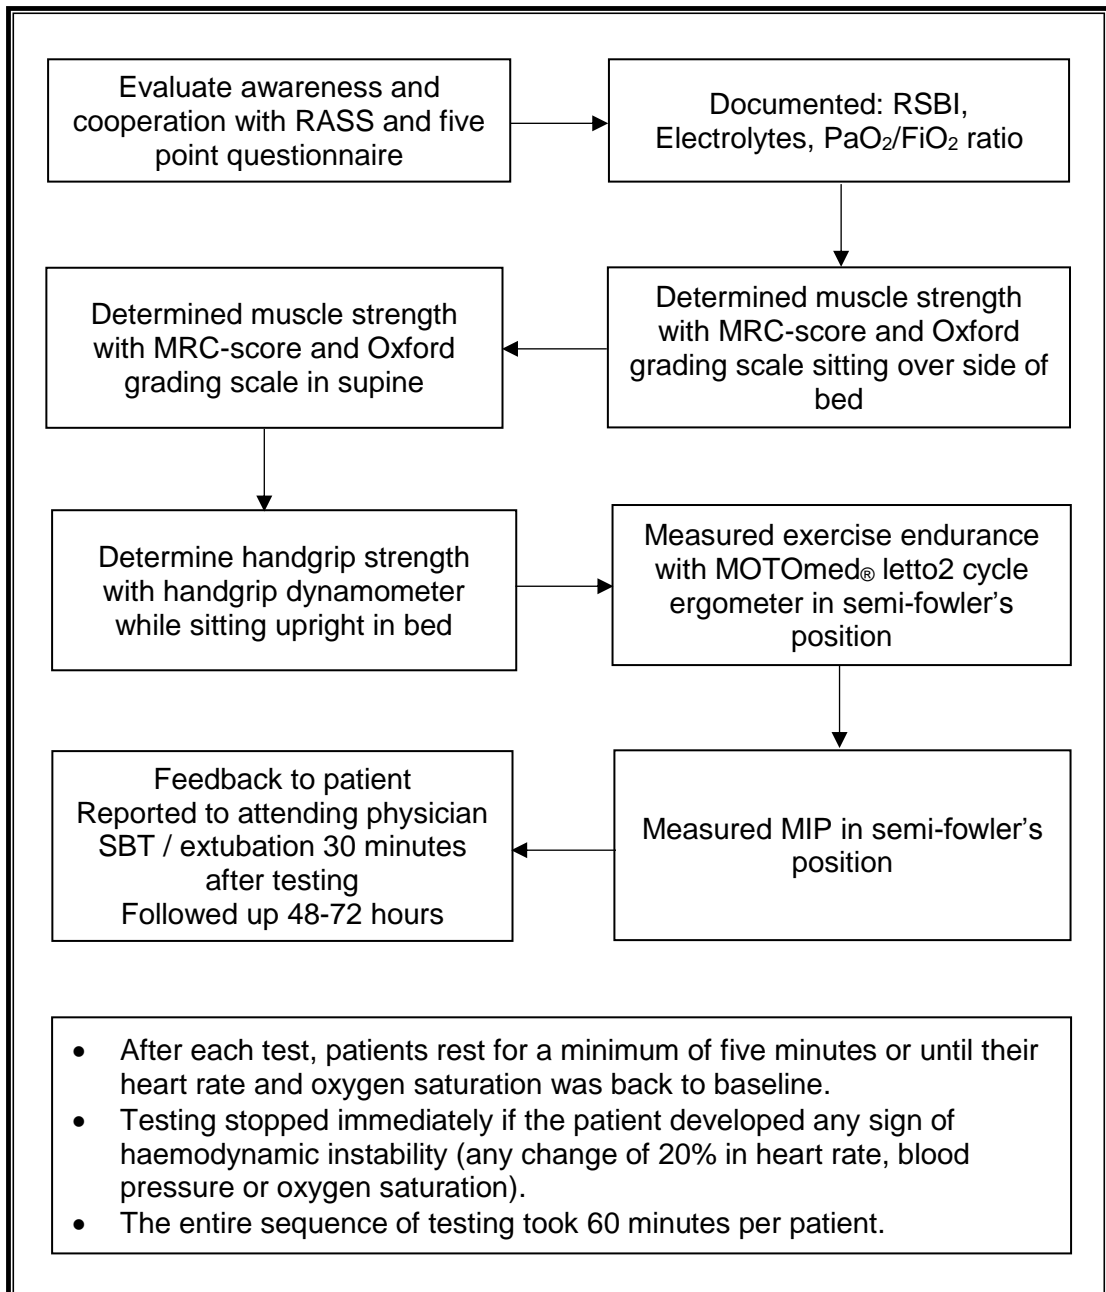 Evaluate awareness and
cooperation with RASS and five
point questionnaire
Documented: RSBI,
Electrolytes, PaO₂/FiO₂ ratio
Determined muscle strength
with MRC-score and Oxford
grading scale sitting over side of
bed
Determined muscle strength
with MRC-score and Oxford
grading scale in supine
Determine handgrip strength
with handgrip dynamometer
while sitting upright in bed
Measured exercise endurance
with MOTOmed® letto2 cycle
ergometer in semi-fowler’s
position
Measured MIP in semi-fowler’s
position
Feedback to patient
Reported to attending physician
SBT / extubation 30 minutes
after testing
Followed up 48-72 hours
• After each test, patients rest for a minimum of five minutes or until their
heart rate and oxygen saturation was back to baseline.
• Testing stopped immediately if the patient developed any sign of
haemodynamic instability (any change of 20% in heart rate, blood
pressure or oxygen saturation).
• The entire sequence of testing took 60 minutes per patient.